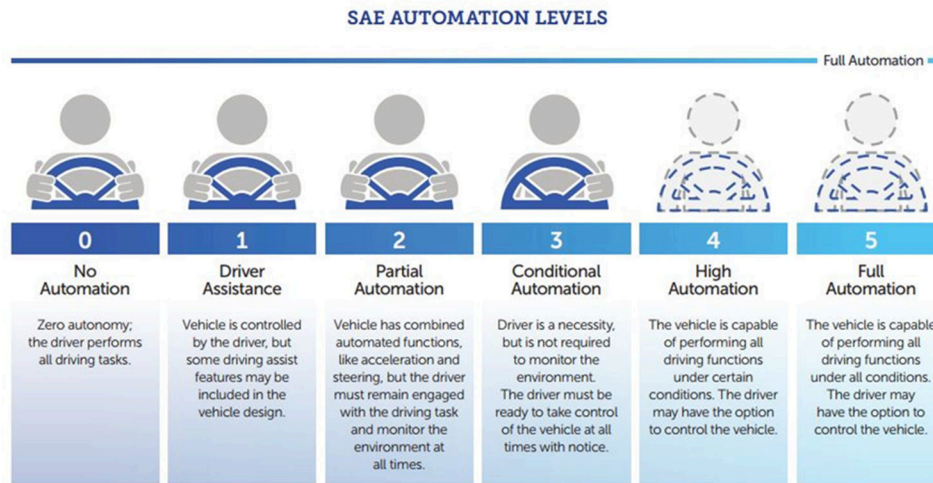 SAE AUTOMATION LEVELS
Full Automation
0
No
Automation
Zero autonomy;
the driver performs
all driving tasks.
1
Driver
Assistance
Vehicle is controlled
by the driver, but
some driving assist
features may be
included in the
vehicle design.
2
Partial
Automation
Vehicle has combined
automated functions,
like acceleration and
steering, but the driver
must remain engaged
with the driving task
and monitor the
environment at
all times.
3
Conditional
Automation
Driver is a necessity,
but is not required
to monitor the
environment.
The driver must be
ready to take control
of the vehicle at all
times with notice.
4
High
Automation
The vehicle is capable
of performing all
driving functions
under certain
conditions. The driver
may have the option
to control the vehicle.
5
Full
Automation
The vehicle is capable
of performing all
driving functions
under all conditions.
The driver may
have the option to
control the vehicle.